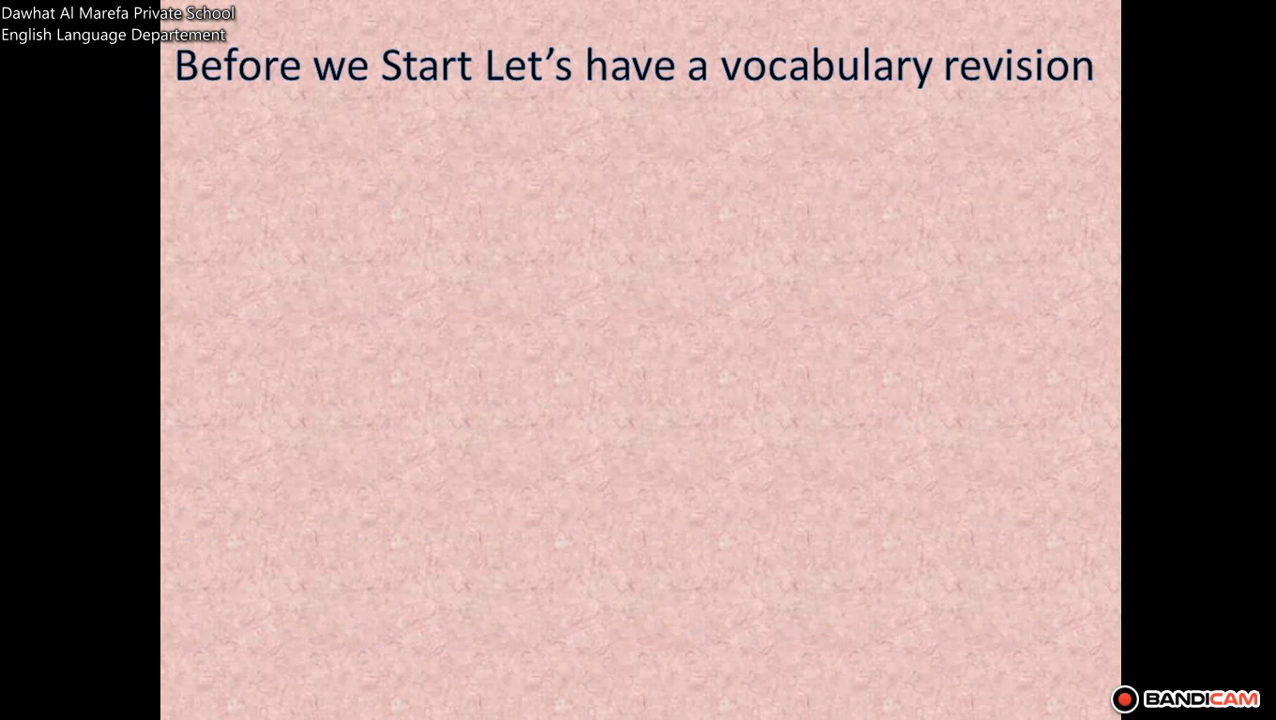 Dawhat Al Marefa Private School
English Language Departement
Before we Start Let’s have a vocabulary revision
BANDICAM